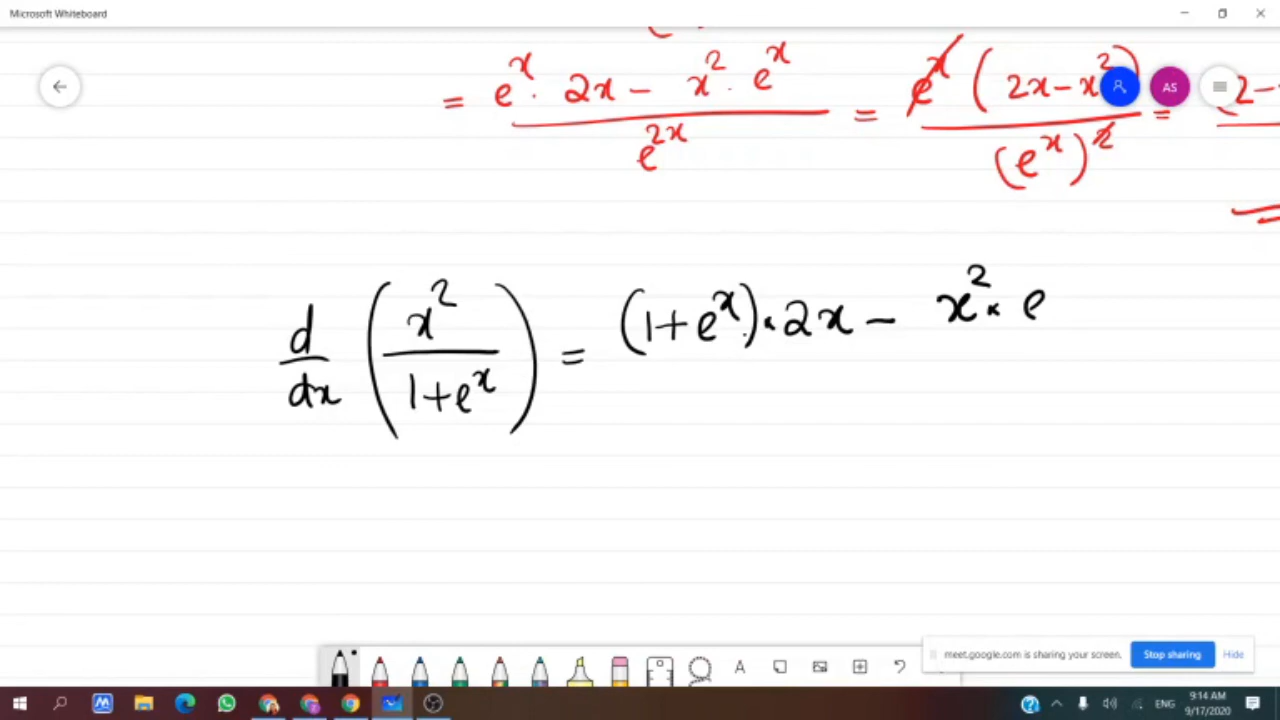 Microsoft Whiteboard
= e^x · 2x − x^2 · e^x / e^{2x} = e^x (2x − x^2) / (e^x)^2 = (2 −
AS
d/dx (x^2 / 1+e^x) = (1+e^x) · 2x − x^2 · e
meet.google.com is sharing your screen.
Stop sharing
Hide
A
ENG
9:14 AM
9/17/2020